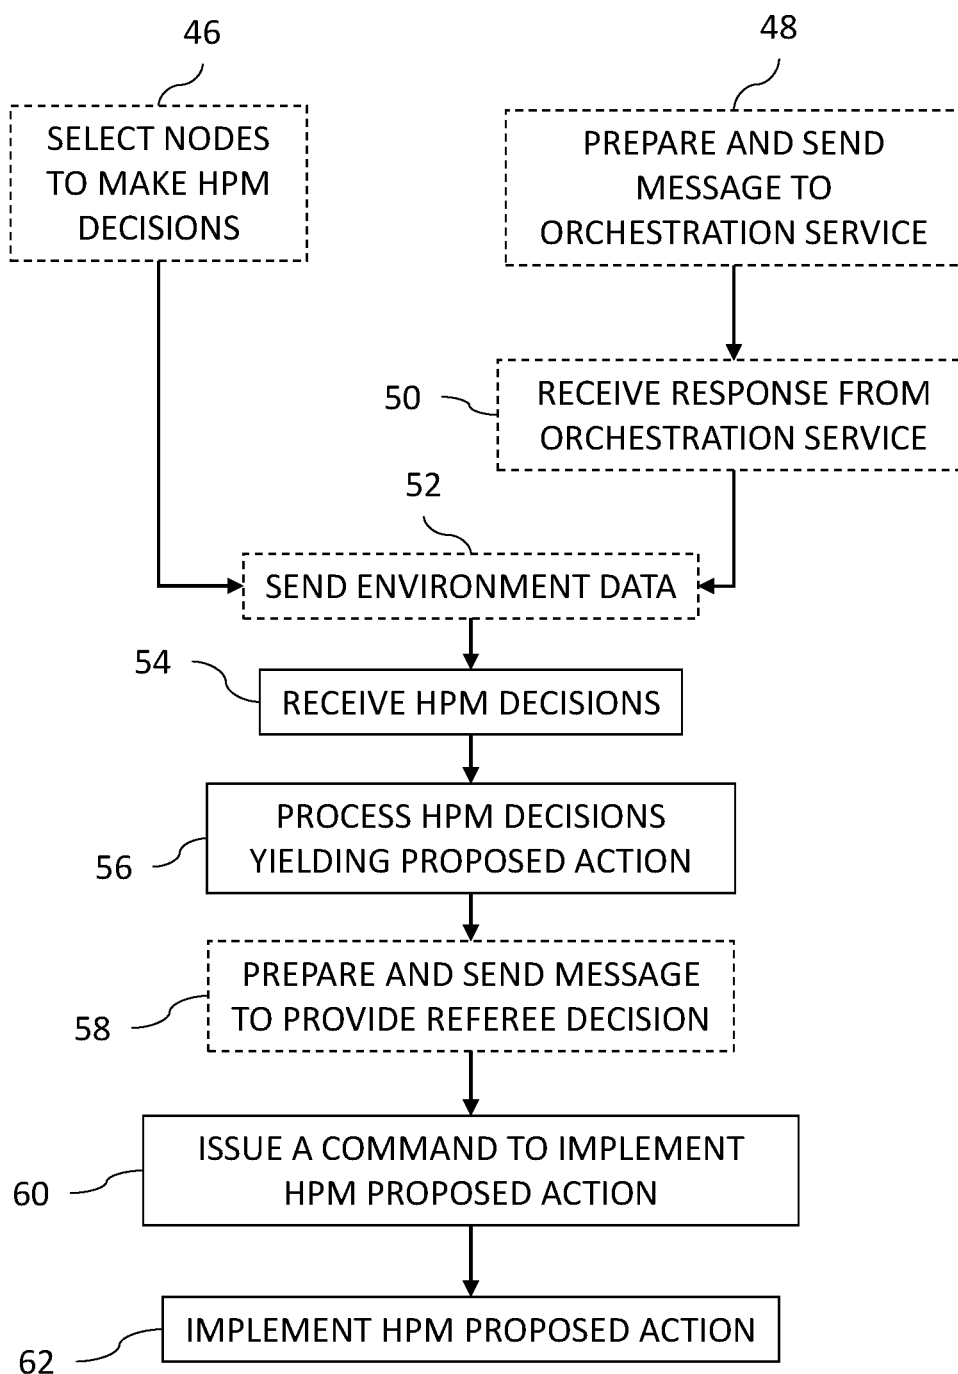 46
SELECT NODES
TO MAKE HPM
DECISIONS
48
PREPARE AND SEND
MESSAGE TO
ORCHESTRATION SERVICE
50
RECEIVE RESPONSE FROM
ORCHESTRATION SERVICE
52
SEND ENVIRONMENT DATA
54
RECEIVE HPM DECISIONS
56
PROCESS HPM DECISIONS
YIELDING PROPOSED ACTION
58
PREPARE AND SEND MESSAGE
TO PROVIDE REFEREE DECISION
60
ISSUE A COMMAND TO IMPLEMENT
HPM PROPOSED ACTION
62
IMPLEMENT HPM PROPOSED ACTION